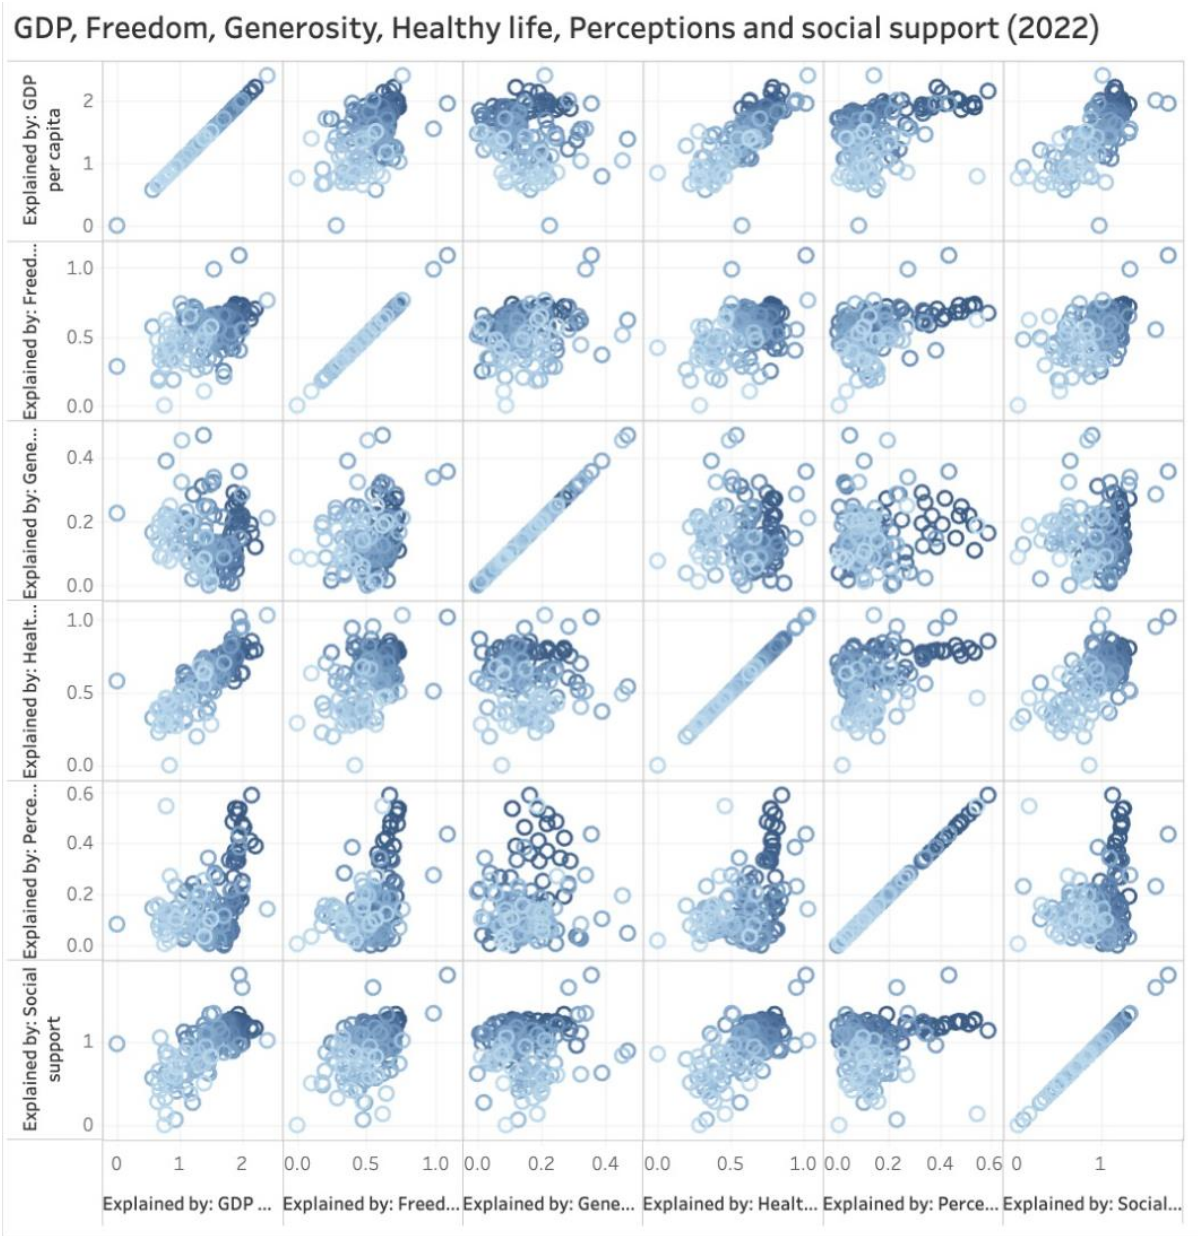 GDP, Freedom, Generosity, Healthy life, Perceptions and social support (2022)
Explained by: GDP
per capita
2
1
0
Explained by: Freed...
1.0
0.5
0.0
Explained by: Gene...
0.4
0.2
0.0
Explained by: Healt...
1.0
0.5
0.0
Explained by: Perce...
0.6
0.4
0.2
0.0
Explained by: Social
support
1
0
0 1 2 0.0 0.5 1.0 0.0 0.2 0.4 0.0 0.5 1.0 0.0 0.2 0.4 0.6 0 1
Explained by: GDP ... Explained by: Freed... Explained by: Gene... Explained by: Healt... Explained by: Perce... Explained by: Social...